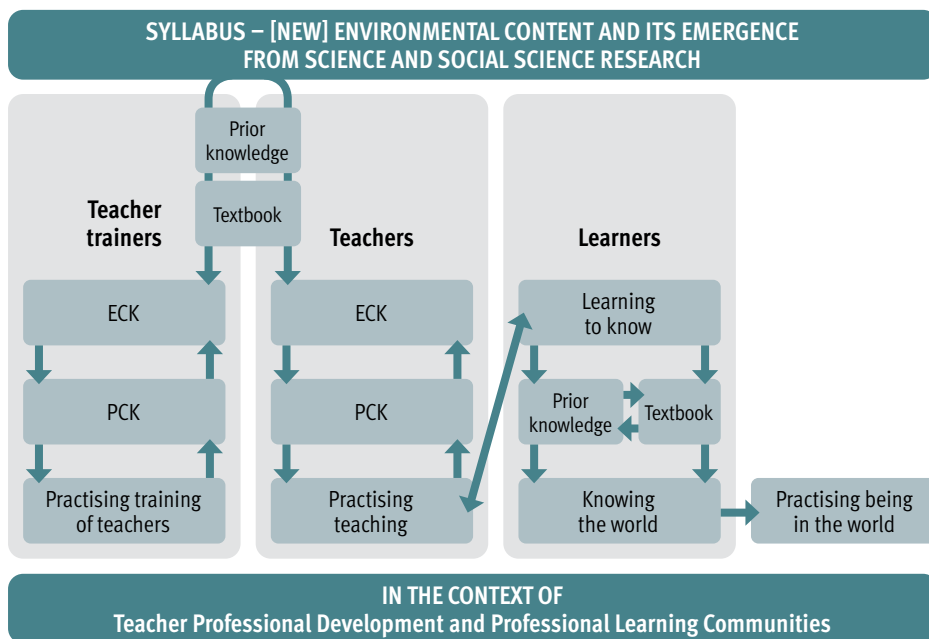 SYLLABUS – [NEW] ENVIRONMENTAL CONTENT AND ITS EMERGENCE
FROM SCIENCE AND SOCIAL SCIENCE RESEARCH
Prior
knowledge
Textbook
Teacher
trainers
ECK
PCK
Practising training
of teachers
Teachers
ECK
PCK
Practising
teaching
Learners
Learning
to know
Prior
knowledge
Textbook
Knowing
the world
Practising being
in the world
IN THE CONTEXT OF
Teacher Professional Development and Professional Learning Communities